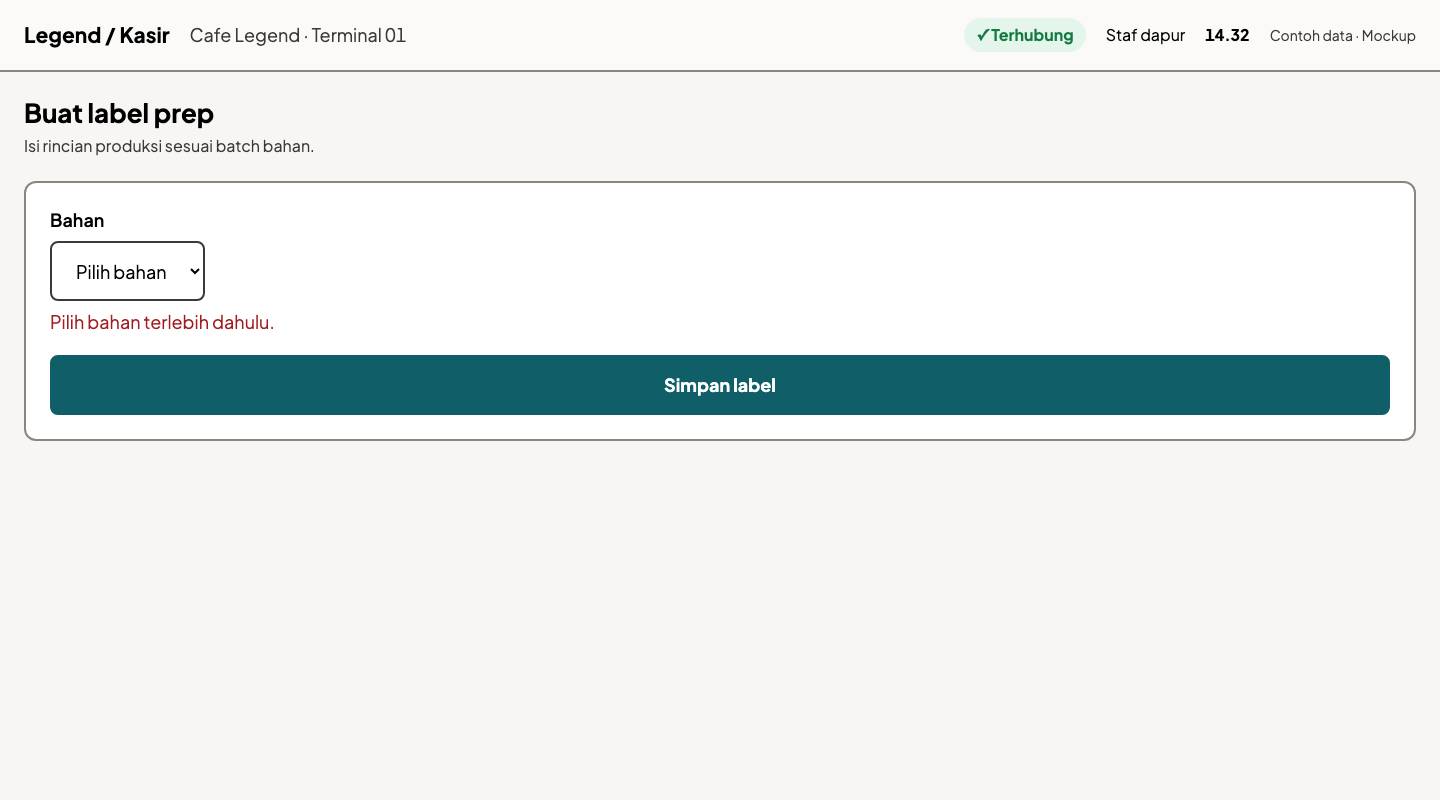 Legend / Kasir Cafe Legend · Terminal 01 ✓Terhubung Staf dapur 14.32 Contoh data · Mockup
Buat label prep
Isi rincian produksi sesuai batch bahan.
Bahan
Pilih bahan
Pilih bahan terlebih dahulu.
Simpan label